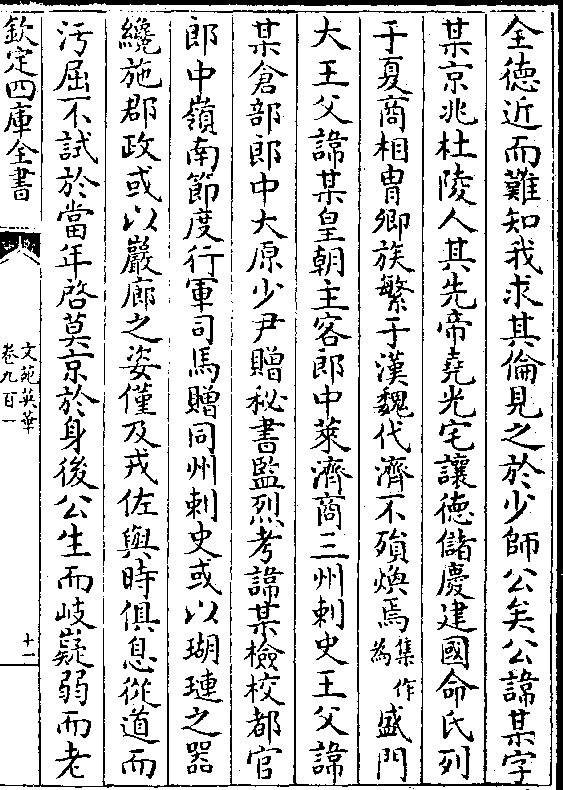 全德近而難知我求其倫見之於少師公矣公諱某字
某京兆杜陵人其先帝堯光宅讓德儲慶建國命氏列
于夏商相胄卿族繁于漢魏代濟不殞煥焉集作為盛門
大王父諱某皇朝主客郎中萊濟商三州刺史王父諱
某倉部郎中大原少尹贈秘書監烈考諱某檢校都官
郎中嶺南節度行軍司馬贈同州刺史或以瑚璉之器
纔施郡政或以巖廊之姿僅及戎佐與時俱息從道而
污屈不試於當年啓莫京於身後公生而岐嶷弱而老
欽定四庫全書
文苑英華
卷九百一
十一